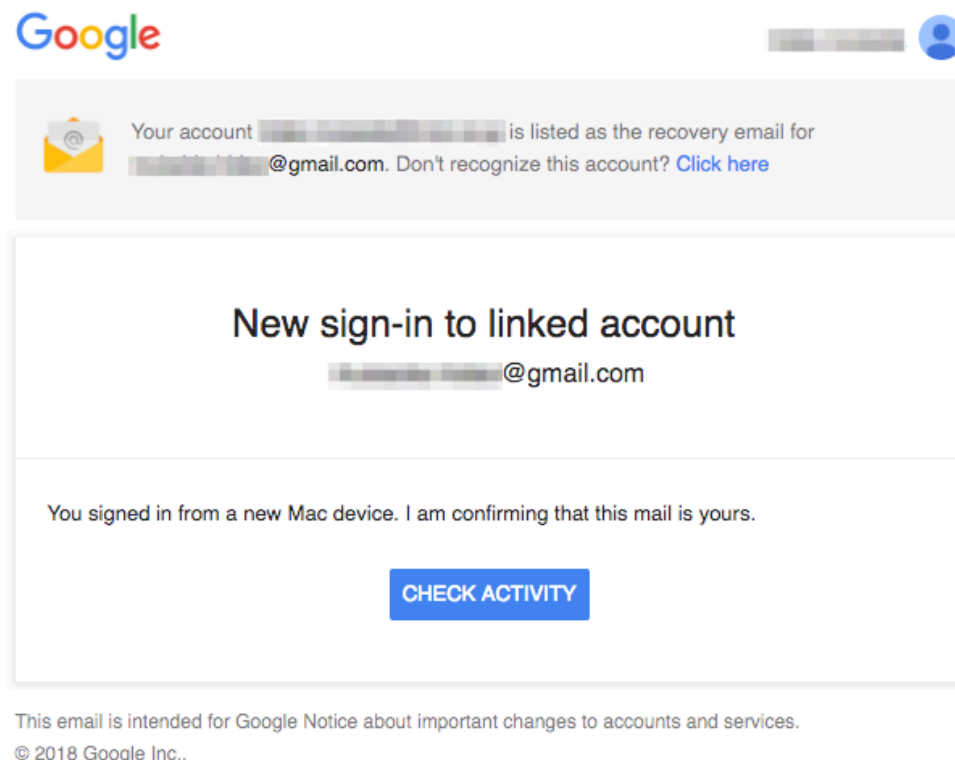 Google
Your account is listed as the recovery email for
@gmail.com. Don't recognize this account? Click here
New sign-in to linked account
@gmail.com
You signed in from a new Mac device. I am confirming that this mail is yours.
CHECK ACTIVITY
This email is intended for Google Notice about important changes to accounts and services.
© 2018 Google Inc.,